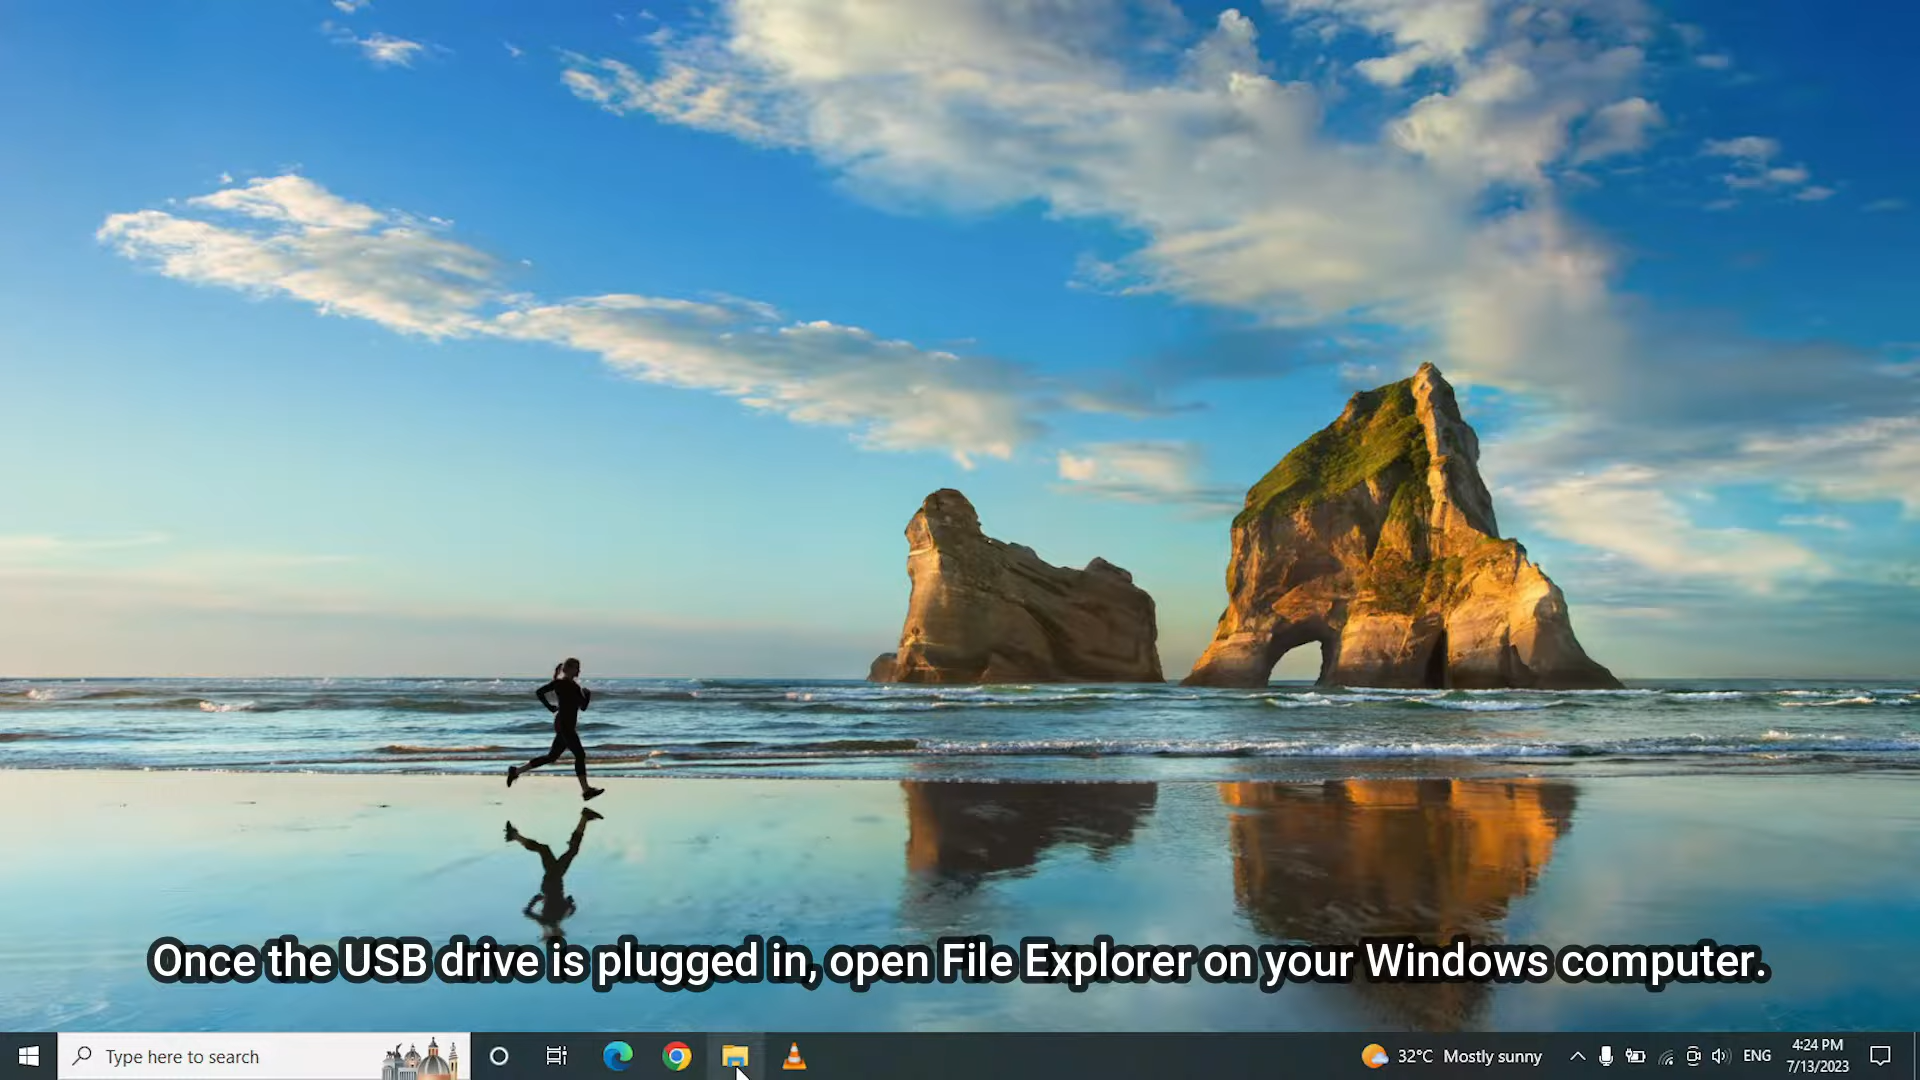 Once the USB drive is plugged in, open File Explorer on your Windows computer.
Type here to search
32°C Mostly sunny
ENG
4:24 PM
7/13/2023